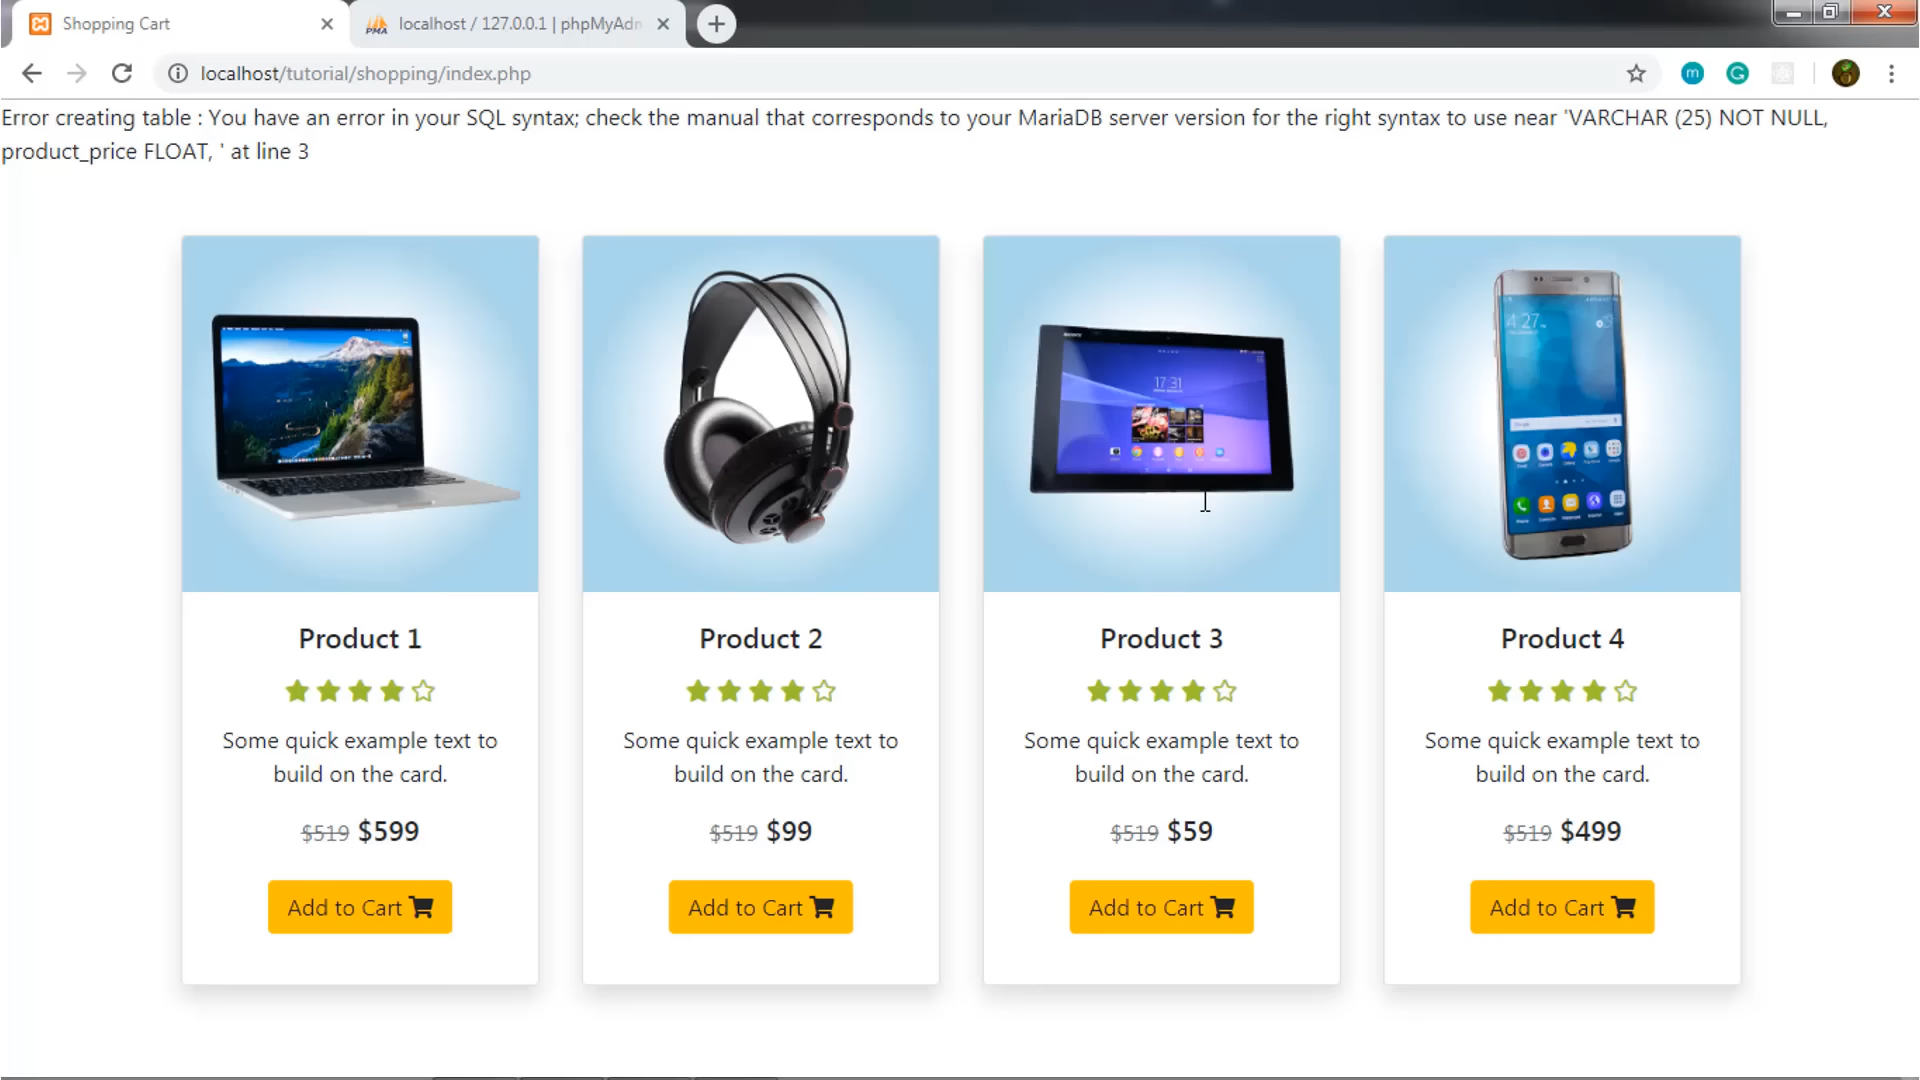 Shopping Cart
localhost / 127.0.0.1 | phpMyAdn
localhost/tutorial/shopping/index.php
Error creating table : You have an error in your SQL syntax; check the manual that corresponds to your MariaDB server version for the right syntax to use near 'VARCHAR (25) NOT NULL,
product_price FLOAT, ' at line 3
17:31
4:27
Product 1
Product 2
Product 3
Product 4
Some quick example text to
build on the card.
Some quick example text to
build on the card.
Some quick example text to
build on the card.
Some quick example text to
build on the card.
$519 $599
$519 $99
$519 $59
$519 $499
Add to Cart
Add to Cart
Add to Cart
Add to Cart